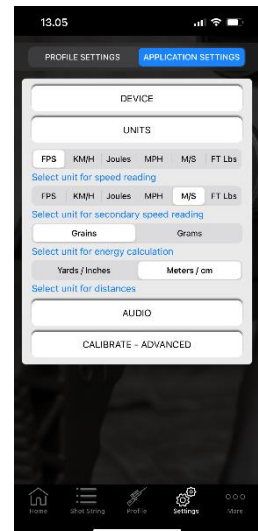 13.05
PROFILE SETTINGS APPLICATION SETTINGS
DEVICE
UNITS
FPS KM/H Joules MPH M/S FT Lbs
Select unit for speed reading
FPS KM/H Joules MPH M/S FT Lbs
Select unit for secondary speed reading
Grains Grams
Select unit for energy calculation
Yards / Inches Meters / cm
Select unit for distances
AUDIO
CALIBRATE - ADVANCED
Home Shot String Profile Settings More